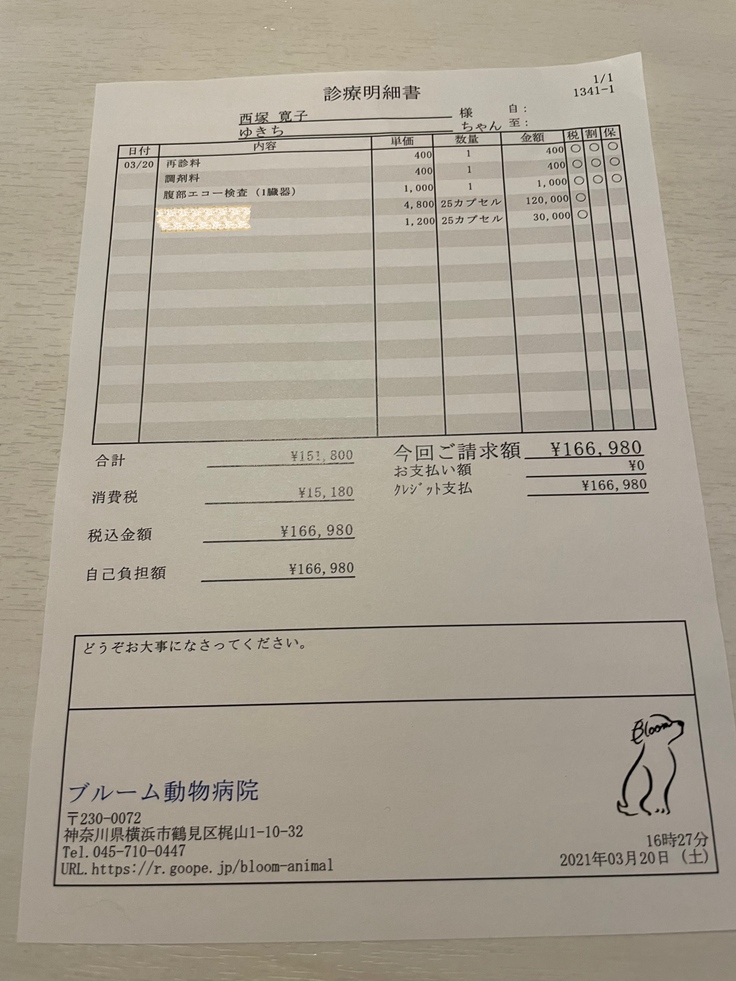 1/1
1341-1
診療明細書
西塚 寛子 様 自:
ゆきち ちゃん 至:
日付 内容 単価 数量 金額 税 割 保
03/20 再診料 400 1 400 ○ ○ ○
調剤料 400 1 400 ○ ○ ○
腹部エコー検査 (1臓器) 1,000 1 1,000 ○ ○ ○
4,800 25カプセル 120,000 ○
1,200 25カプセル 30,000 ○
合計 ¥151,800
今回ご請求額 ¥166,980
お支払い額 ¥0
消費税 ¥15,180
クレジット支払 ¥166,980
税込金額 ¥166,980
自己負担額 ¥166,980
どうぞお大事になさってください。
Bloom
ブルーム動物病院
〒230-0072
神奈川県横浜市鶴見区梶山1-10-32
Tel.045-710-0447
URL.https://r.goope.jp/bloom-animal
16時27分
2021年03月20日 (土)